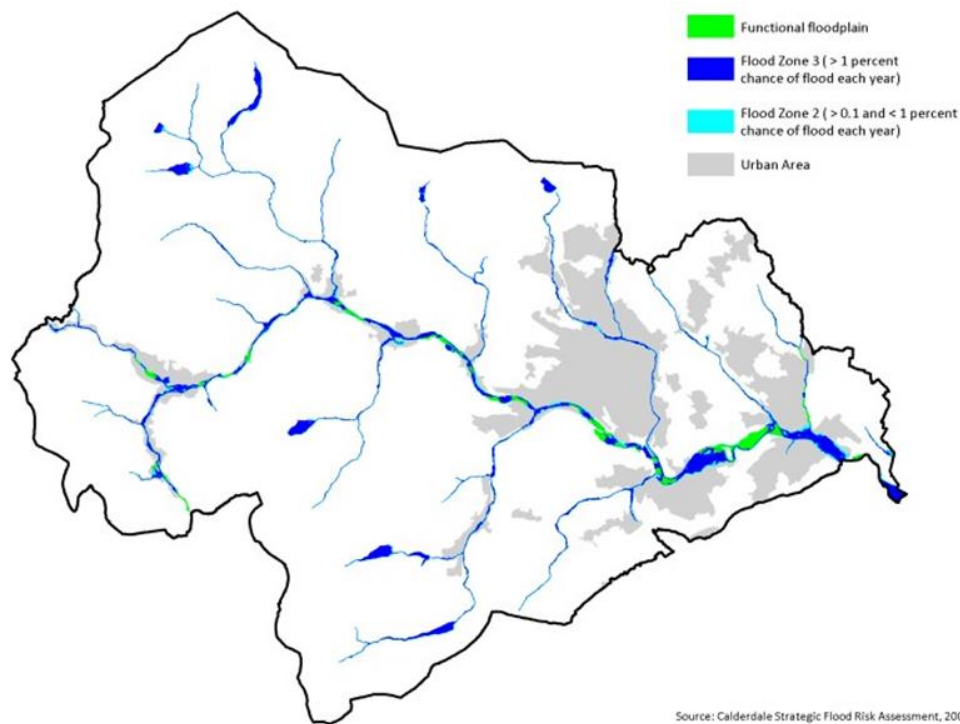 Functional floodplain
Flood Zone 3 ( > 1 percent
chance of flood each year)
Flood Zone 2 ( > 0.1 and < 1 percent
chance of flood each year)
Urban Area
Source: Calderdale Strategic Flood Risk Assessment,